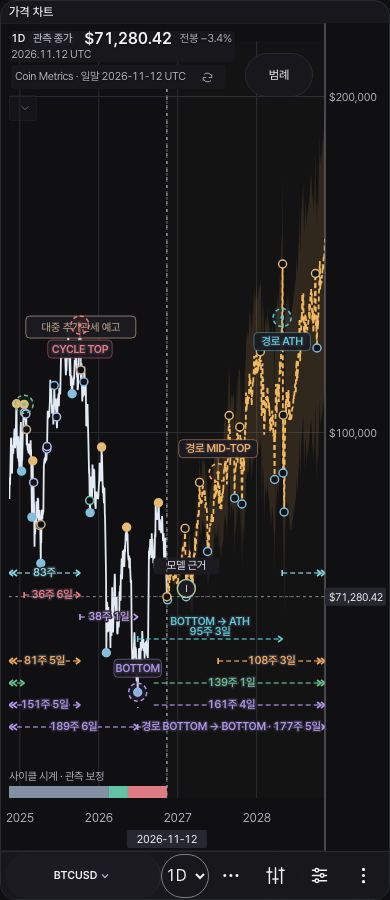 가격 차트
1D 관측 종가 $71,280.42 전봉 −3.4%
2026.11.12 UTC
Coin Metrics · 일말 2026-11-12 UTC
범례
$200,000
대중 추가관세 예고
CYCLE TOP
경로 ATH
$100,000
경로 MID-TOP
모델 근거
83주
36주 6일
$71,280.42
38주 1일
BOTTOM → ATH
95주 3일
81주 5일
BOTTOM
108주 3일
139주 1일
151주 5일
161주 4일
189주 6일
경로 BOTTOM → BOTTOM · 177주 5일
사이클 시계 · 관측 보정
2025 2026 2027 2028
2026-11-12
BTCUSD
1D